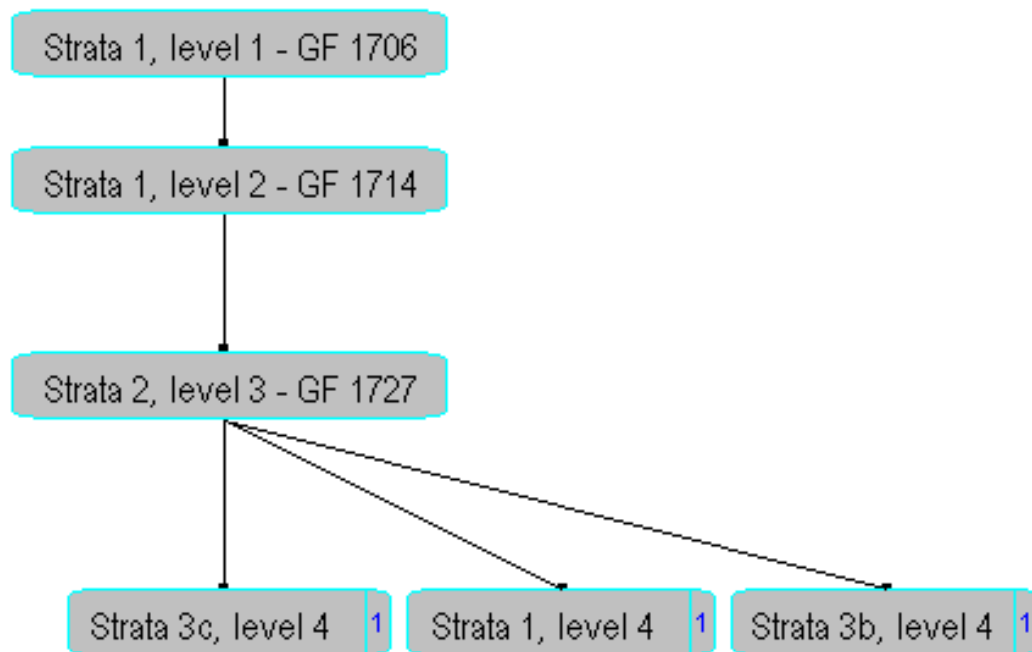 Strata 1, level 1 - GF 1706
Strata 1, level 2 - GF 1714
Strata 2, level 3 - GF 1727
Strata 3c, level 4 1 Strata 1, level 4 1 Strata 3b, level 4 1